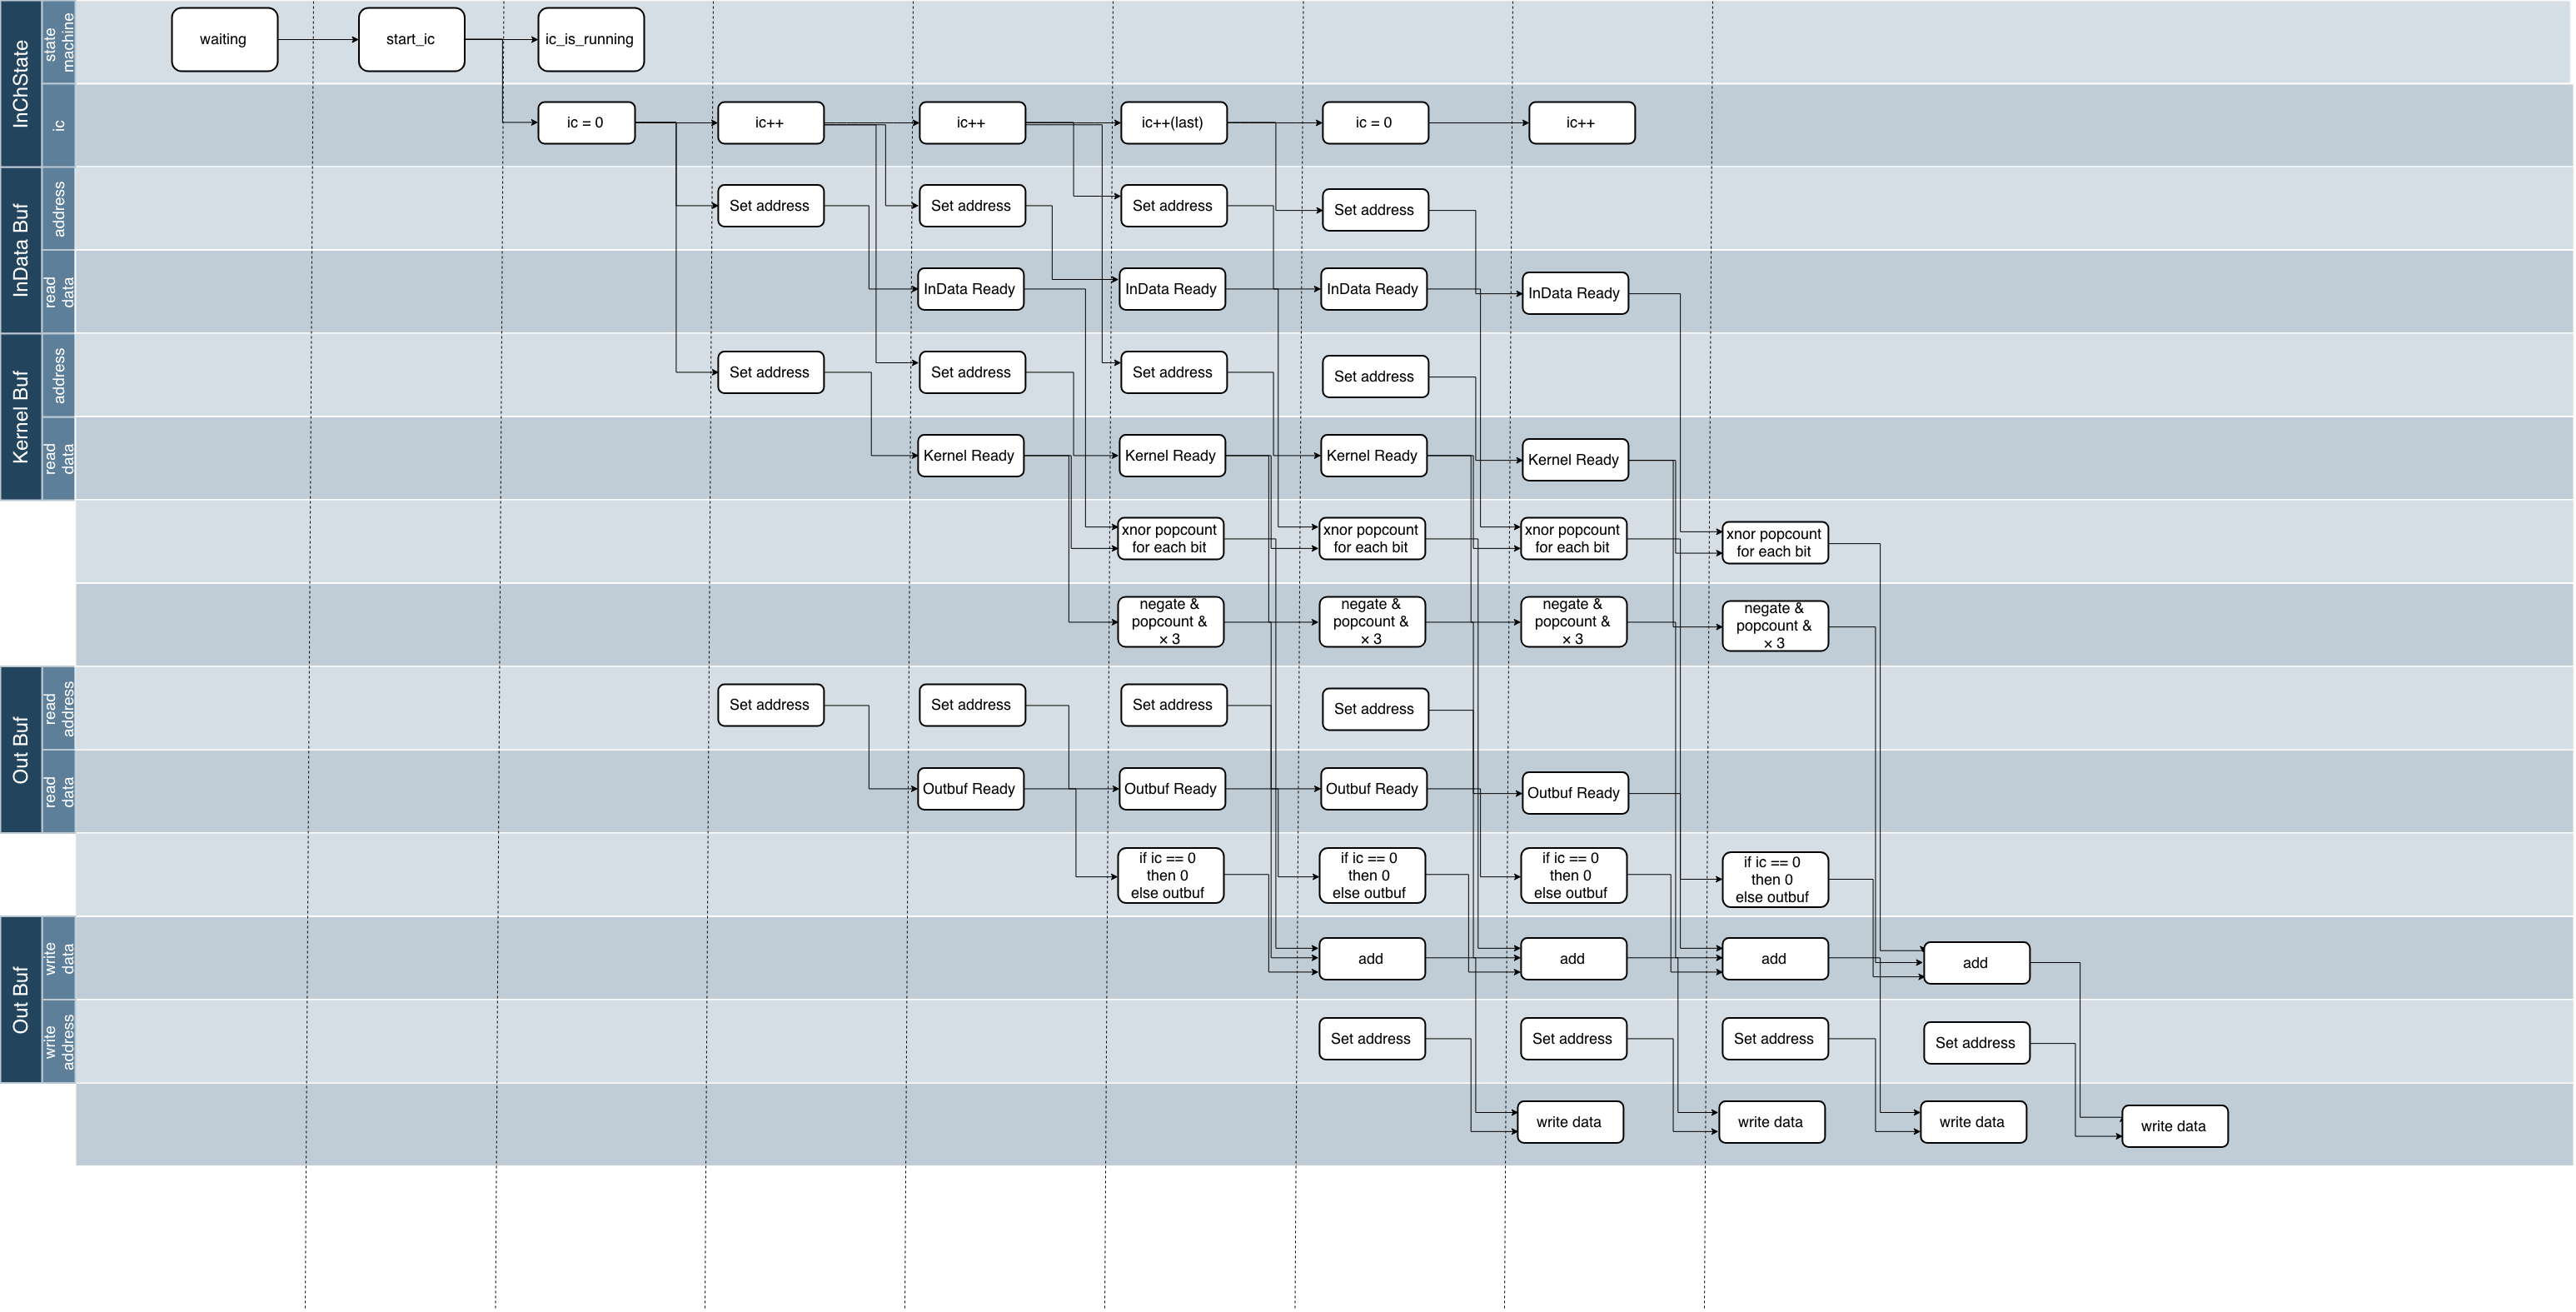 InChState
state
machine
waiting
start_ic
ic_is_running
ic
ic = 0
ic++
ic++
ic++(last)
ic = 0
ic++
InData Buf
address
Set address
Set address
Set address
Set address
read
data
InData Ready
InData Ready
InData Ready
InData Ready
Kernel Buf
address
Set address
Set address
Set address
Set address
read
data
Kernel Ready
Kernel Ready
Kernel Ready
Kernel Ready
xnor popcount
for each bit
xnor popcount
for each bit
xnor popcount
for each bit
xnor popcount
for each bit
negate &
popcount &
× 3
negate &
popcount &
× 3
negate &
popcount &
× 3
negate &
popcount &
× 3
Out Buf
read
address
Set address
Set address
Set address
Set address
read
data
Outbuf Ready
Outbuf Ready
Outbuf Ready
Outbuf Ready
if ic == 0
then 0
else outbuf
if ic == 0
then 0
else outbuf
if ic == 0
then 0
else outbuf
if ic == 0
then 0
else outbuf
Out Buf
write
data
add
add
add
add
write
address
Set address
Set address
Set address
Set address
write data
write data
write data
write data